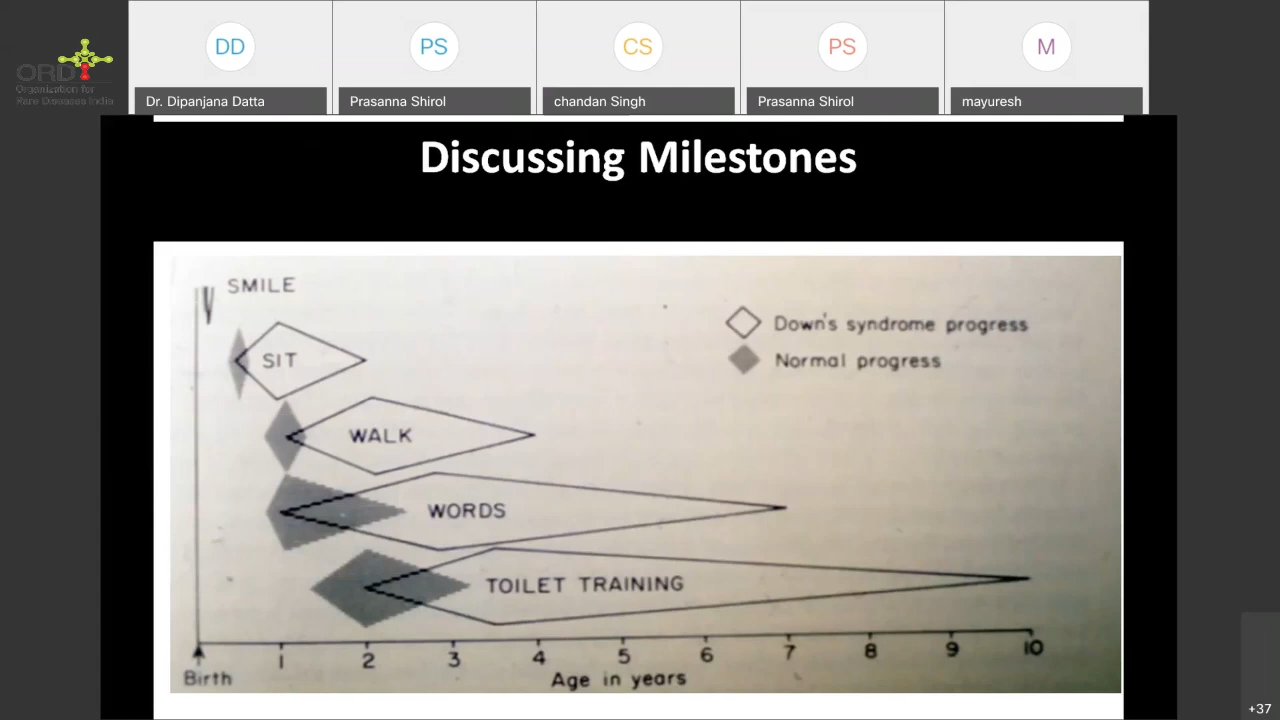 ORDI
Organization for
Rare Diseases India
DD
PS
CS
PS
M
Dr. Dipanjana Datta
Prasanna Shirol
chandan Singh
Prasanna Shirol
mayuresh
Discussing Milestones
SMILE
Down's syndrome progress
SIT
Normal progress
WALK
WORDS
TOILET TRAINING
1 2 3 4 5 6 7 8 9 10
Birth
Age in years
+37